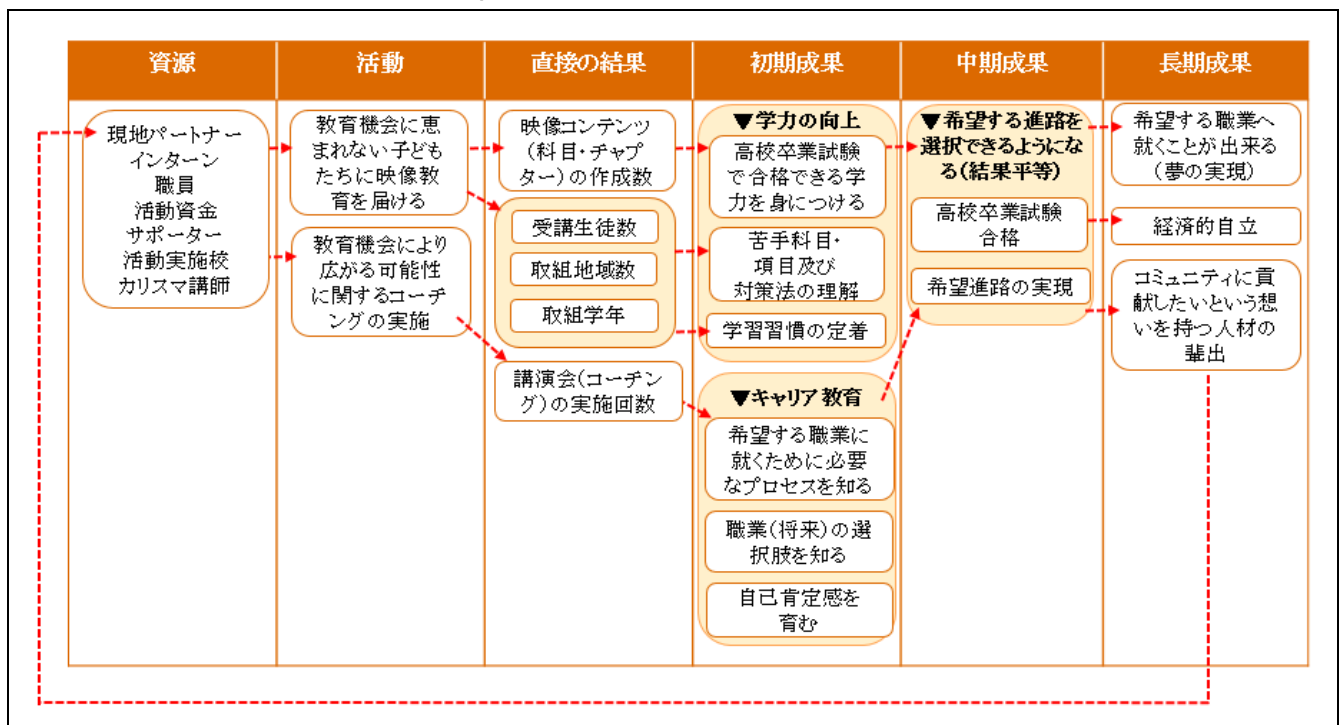 資源
活動
直接の結果
初期成果
中期成果
長期成果
現地パートナー
インターン
職員
活動資金
サポーター
活動実施校
カリスマ講師
教育機会に恵
まれない子ども
たちに映像教
育を届ける
教育機会により
広がる可能性
に関するコーチ
ングの実施
映像コンテンツ
(科目・チャプ
ター)の作成数
受講生徒数
取組地域数
取組学年
講演会(コーチン
グ)の実施回数
▼学力の向上
高校卒業試験
で合格できる学
力を身につける
苦手科目・
項目及び
対策法の理解
学習習慣の定着
▼キャリア教育
希望する職業に
就くために必要
なプロセスを知る
職業(将来)の選
択肢を知る
自己肯定感を
育む
▼希望する進路を
選択できるようにな
る(結果平等)
高校卒業試験
合格
希望進路の実現
希望する職業へ
就くことが出来る
(夢の実現)
経済的自立
コミュニティに貢
献したいという想
いを持つ人材の
輩出